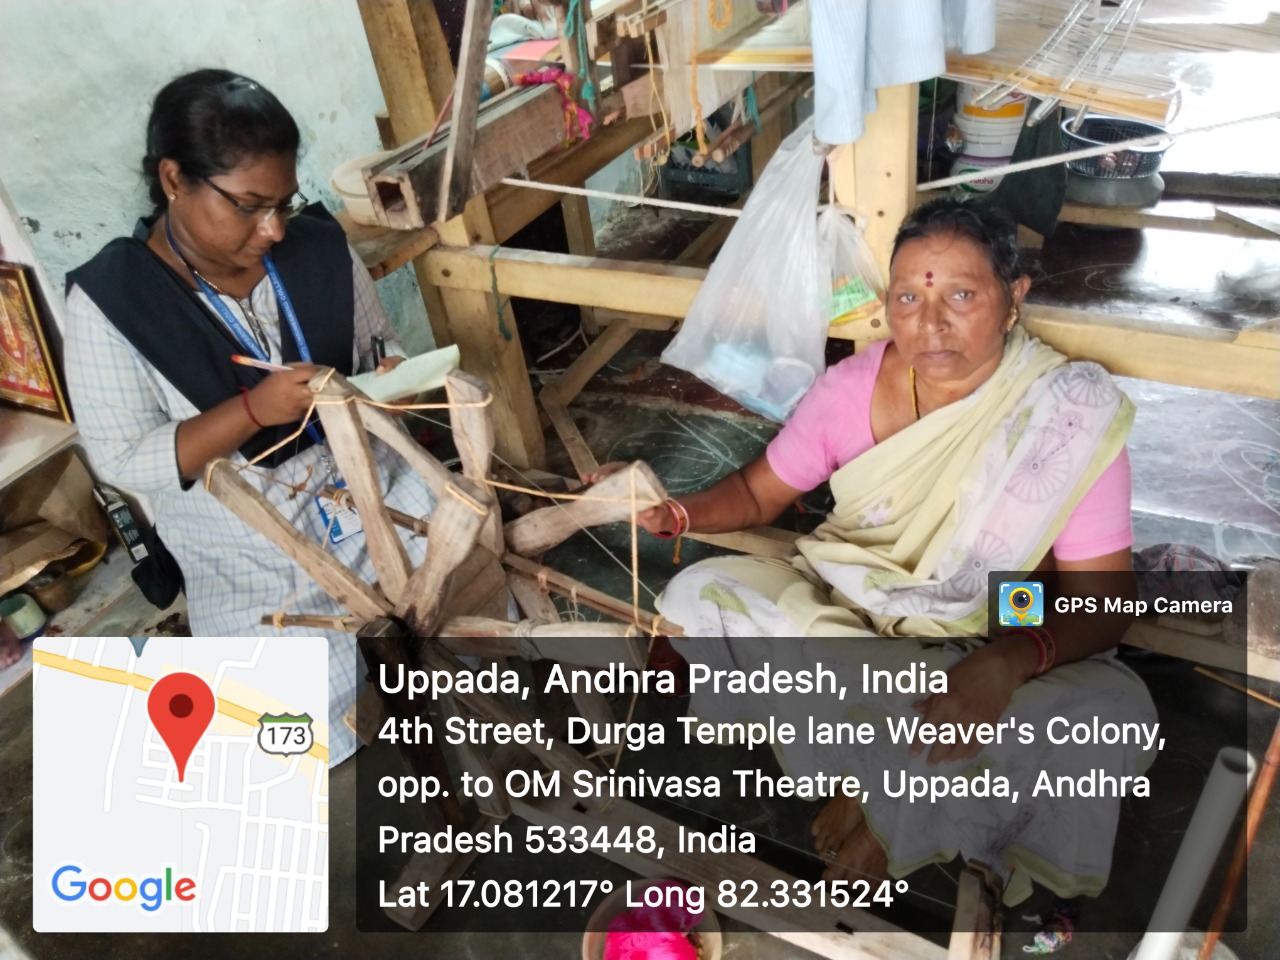 GPS Map Camera
Uppada, Andhra Pradesh, India
4th Street, Durga Temple lane Weaver's Colony,
opp. to OM Srinivasa Theatre, Uppada, Andhra
Pradesh 533448, India
Lat 17.081217° Long 82.331524°
173
Google